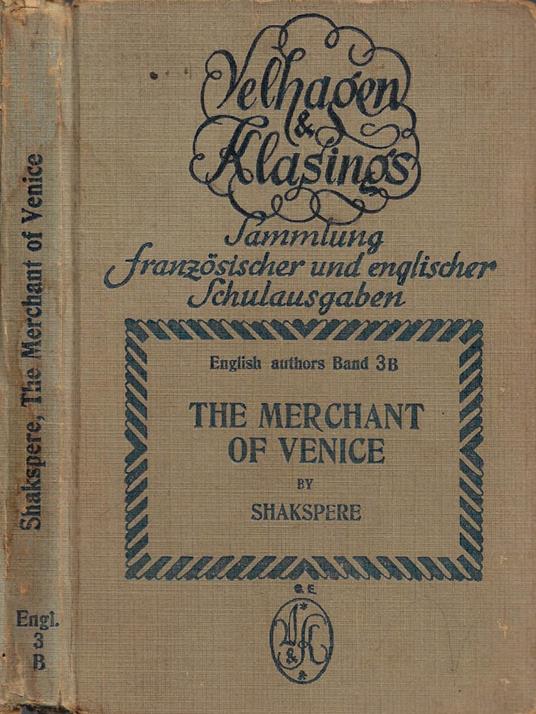 Shakspere, The Merchant of Venice
Engl.
3
B
Velhagen
&
Klasings
Sammlung
französischer und englischer
Schulausgaben
English authors Band 3B
THE MERCHANT
OF VENICE
BY
SHAKSPERE
G. E.
V
& K